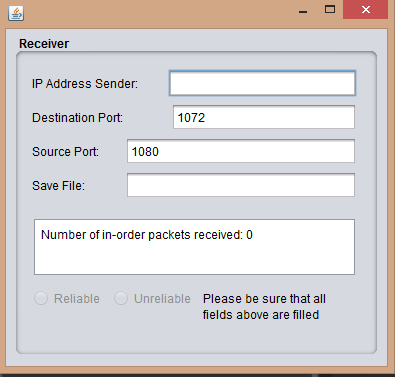 Receiver
IP Address Sender:
Destination Port: 1072
Source Port: 1080
Save File:
Number of in-order packets received: 0
Reliable Unreliable Please be sure that all
fields above are filled